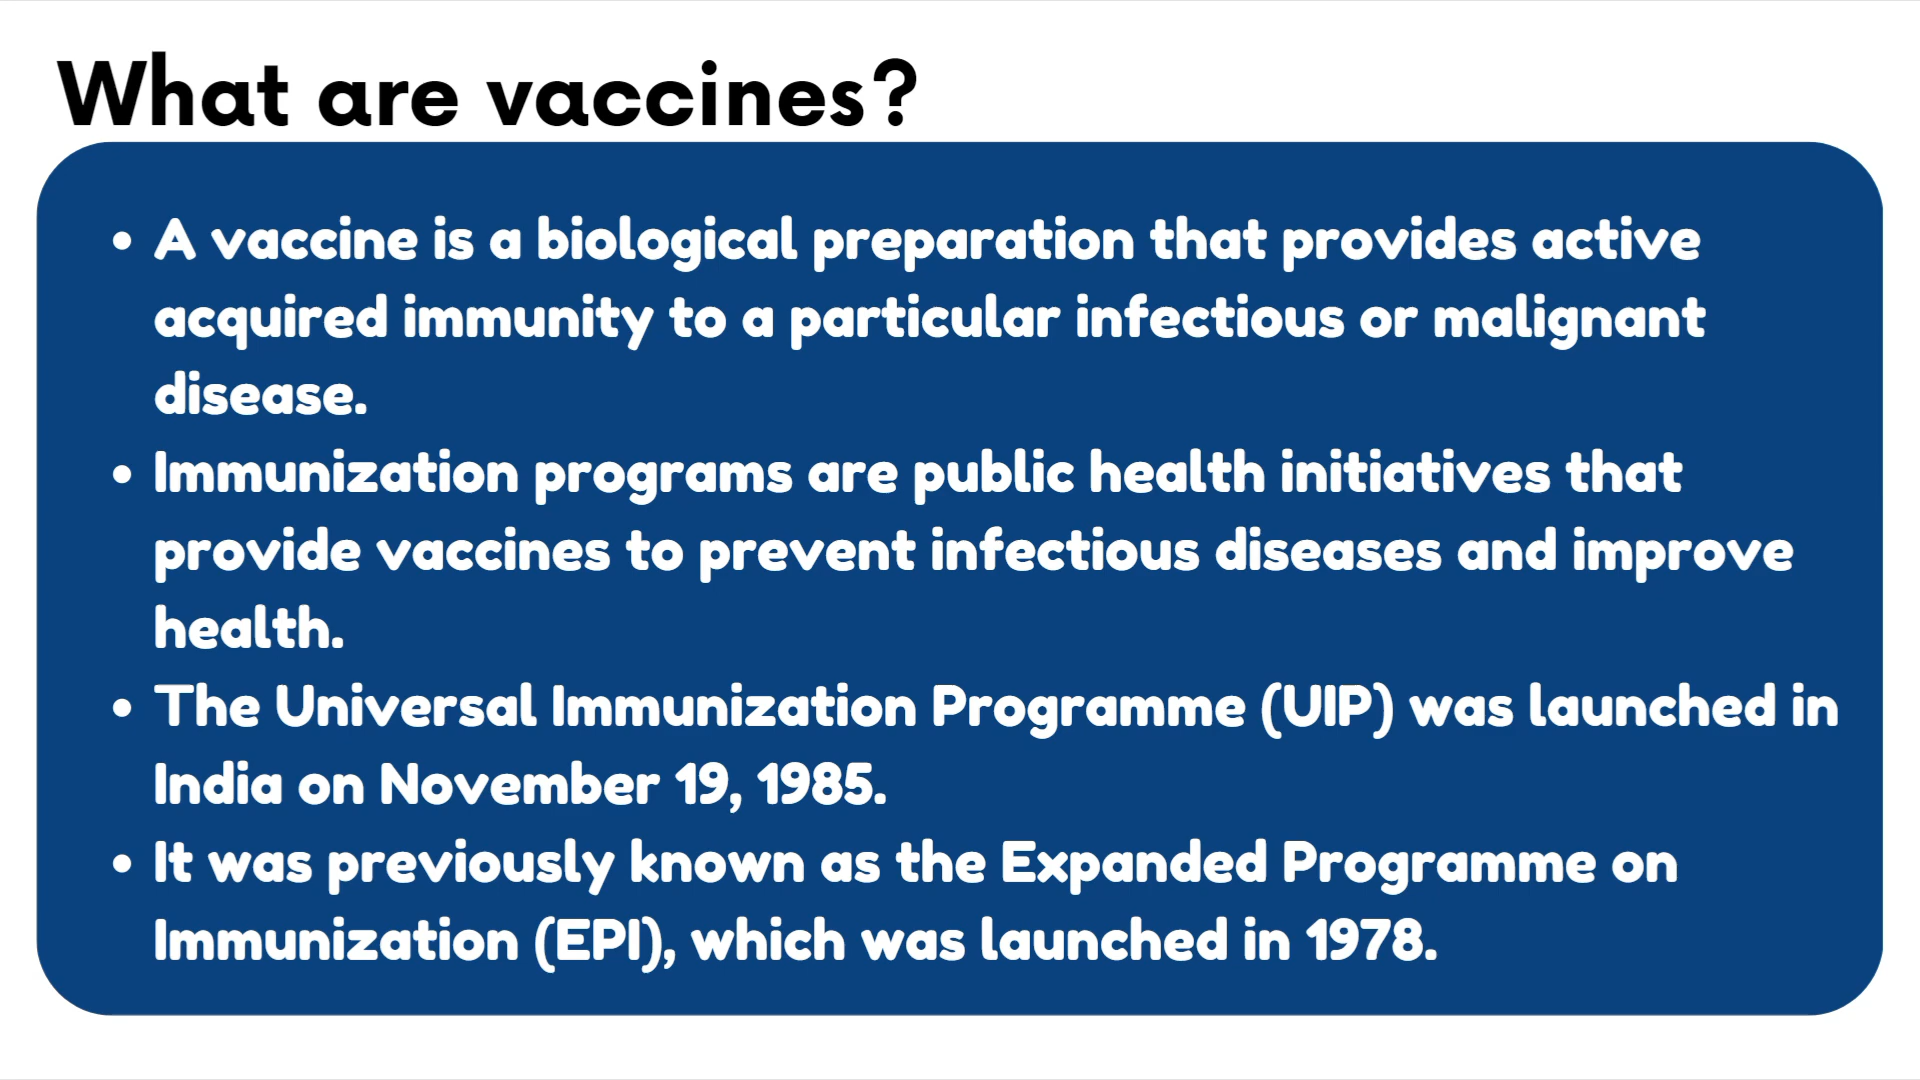 What are vaccines?
• A vaccine is a biological preparation that provides active
acquired immunity to a particular infectious or malignant
disease.
• Immunization programs are public health initiatives that
provide vaccines to prevent infectious diseases and improve
health.
• The Universal Immunization Programme (UIP) was launched in
India on November 19, 1985.
• It was previously known as the Expanded Programme on
Immunization (EPI), which was launched in 1978.